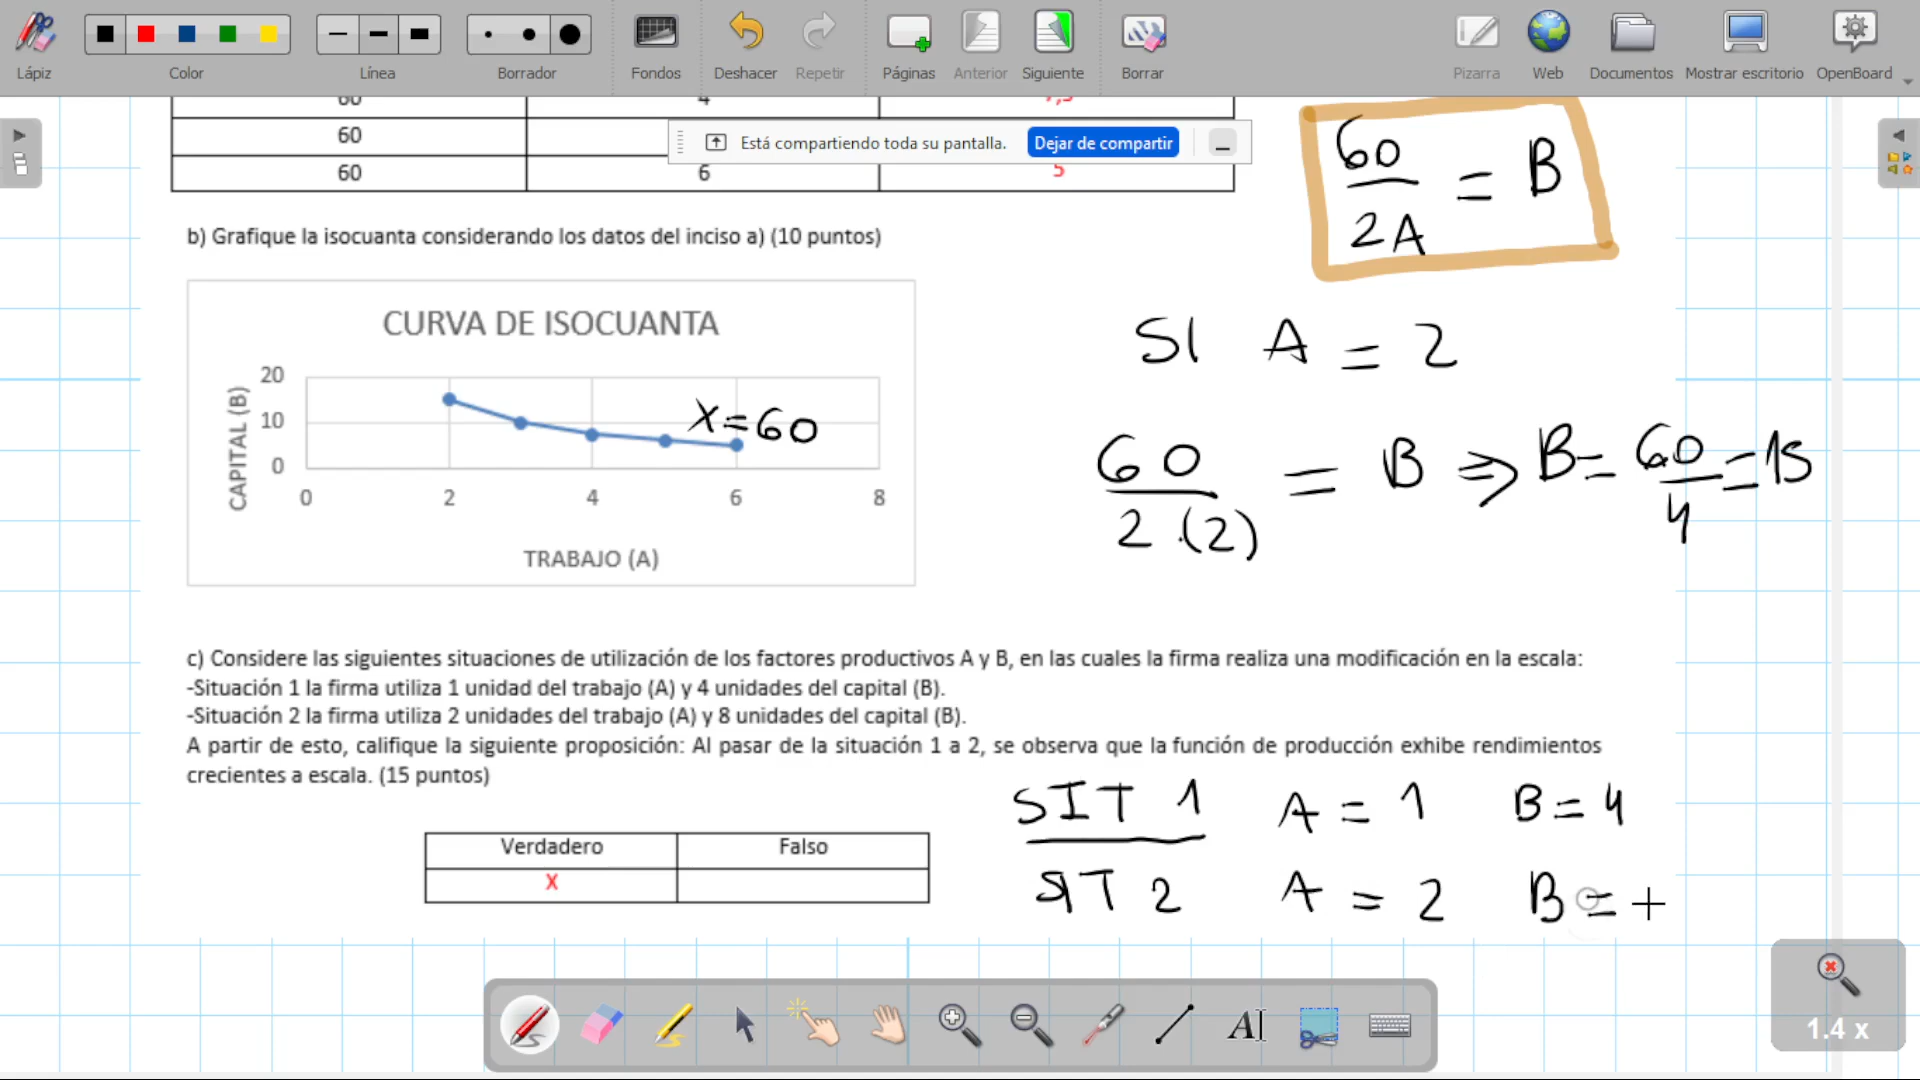 Lápiz Color Línea Borrador Fondos Deshacer Repetir Páginas Anterior Siguiente Borrar Pizarra Web Documentos Mostrar escritorio OpenBoard
60 4 7,5
60
60 6 5
Está compartiendo toda su pantalla. Dejar de compartir
60/2A = B
b) Grafique la isocuanta considerando los datos del inciso a) (10 puntos)
CURVA DE ISOCUANTA
20
10
0
CAPITAL (B)
X=60
0 2 4 6 8
TRABAJO (A)
SI A = 2
60/2.(2) = B => B=60/4=15
c) Considere las siguientes situaciones de utilización de los factores productivos A y B, en las cuales la firma realiza una modificación en la escala:
-Situación 1 la firma utiliza 1 unidad del trabajo (A) y 4 unidades del capital (B).
-Situación 2 la firma utiliza 2 unidades del trabajo (A) y 8 unidades del capital (B).
A partir de esto, califique la siguiente proposición: Al pasar de la situación 1 a 2, se observa que la función de producción exhibe rendimientos
crecientes a escala. (15 puntos)
Verdadero Falso
X
SIT 1 A = 1 B = 4
SIT 2 A = 2 B =
AI
1.4 x